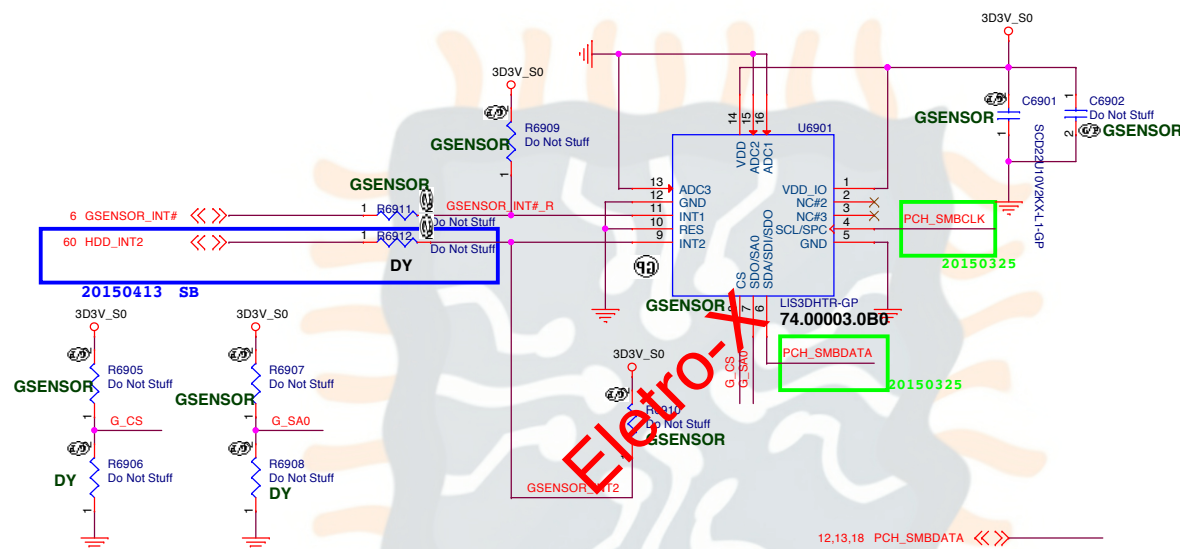 3D3V_S0
3D3V_S0
R6909
Do Not Stuff
GSENSOR
U6901
14 15 16
VDD
ADC2
ADC1
C6901
GSENSOR
SCD22U10V2KX-L1-GP
C6902
Do Not Stuff
GSENSOR
GSENSOR
6 GSENSOR_INT#
1 R6911
Do Not Stuff
GSENSOR_INT#_R
60 HDD_INT2
1 R6912 2
Do Not Stuff
DY
20150413 SB
13 ADC3
12 GND
11 INT1
10 RES
9 INT2
VDD_IO 1
NC#2 2
NC#3 3
SCL/SPC 4
GND 5
CS
SDO/SA0
SDA/SDI/SDO
8 7 6
PCH_SMBCLK
20150325
GSENSOR
LIS3DHTR-GP
74.00003.0B0
G_CS
G_SA0
PCH_SMBDATA
20150325
3D3V_S0
R6905
Do Not Stuff
GSENSOR
G_CS
R6906
Do Not Stuff
DY
3D3V_S0
R6907
Do Not Stuff
GSENSOR
G_SA0
R6908
Do Not Stuff
DY
3D3V_S0
R6910
Do Not Stuff
GSENSOR
GSENSOR_INT2
Eletro-X
12,13,18 PCH_SMBDATA